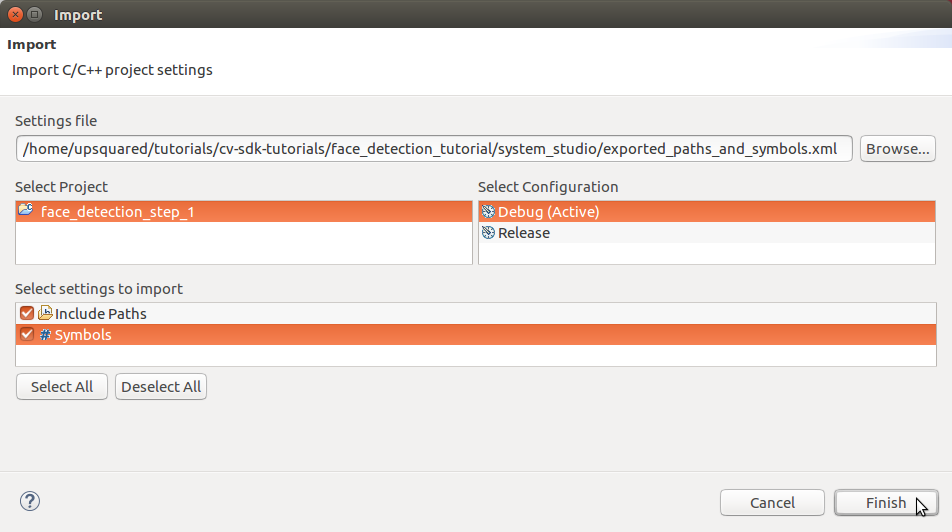 Import
Import
Import C/C++ project settings
Settings file
/home/upsquared/tutorials/cv-sdk-tutorials/face_detection_tutorial/system_studio/exported_paths_and_symbols.xml Browse...
Select Project Select Configuration
face_detection_step_1 Debug (Active)
Release
Select settings to import
Include Paths
# Symbols
Select All Deselect All
? Cancel Finish